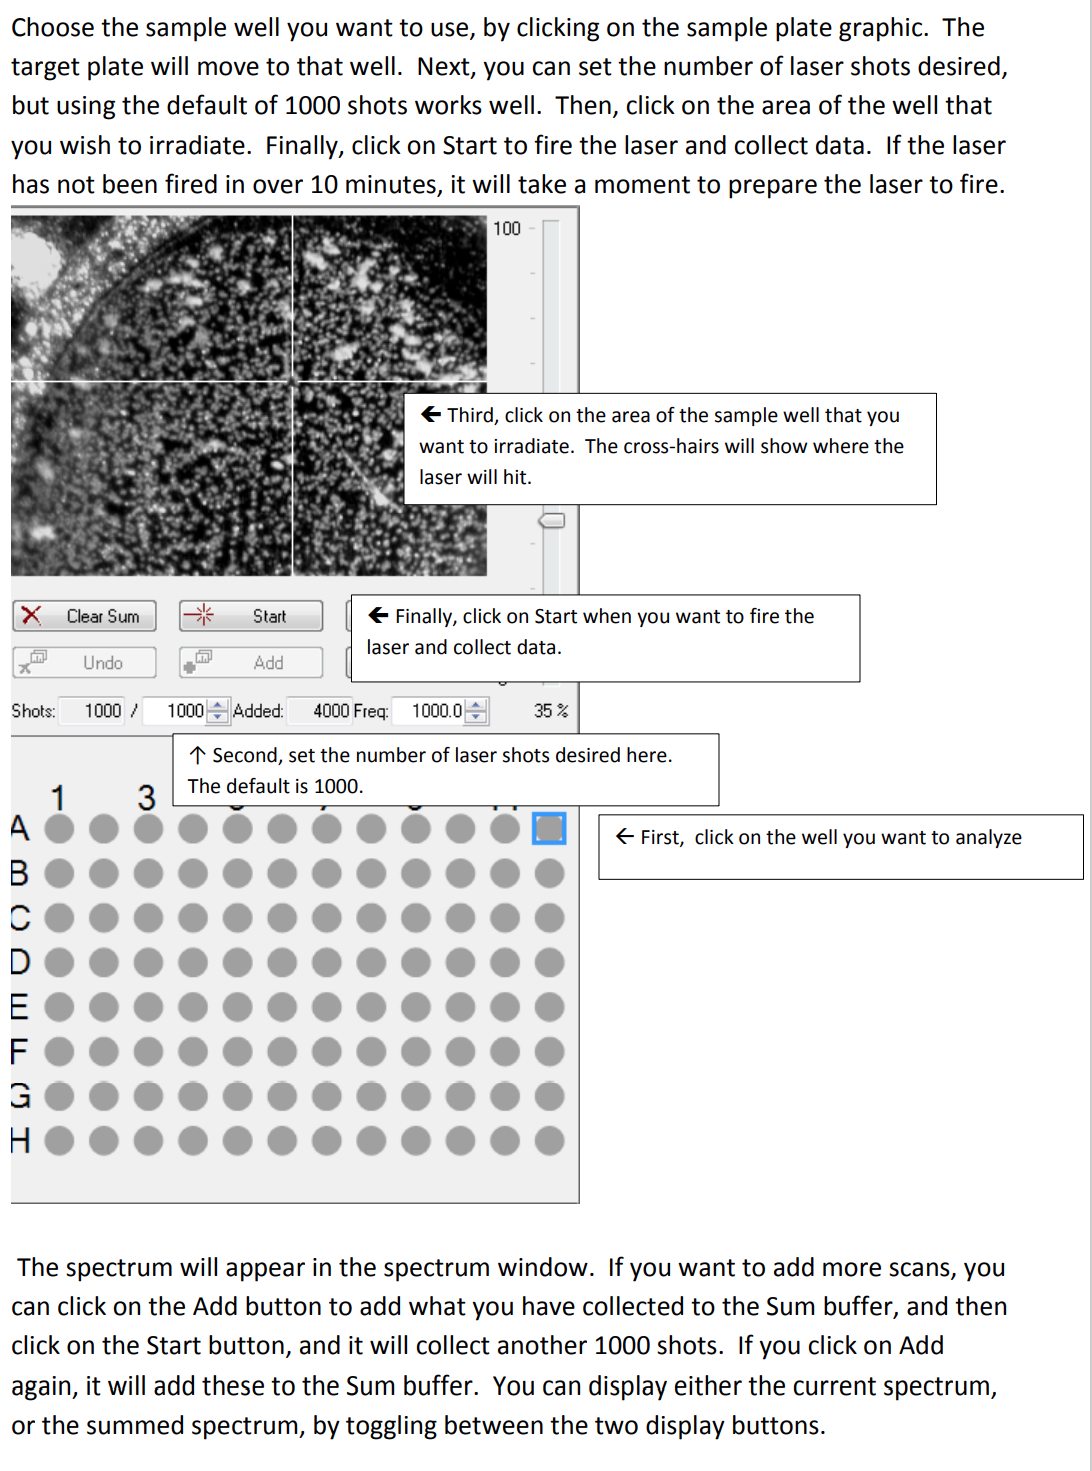 Choose the sample well you want to use, by clicking on the sample plate graphic.  The
target plate will move to that well.  Next, you can set the number of laser shots desired,
but using the default of 1000 shots works well.  Then, click on the area of the well that
you wish to irradiate.  Finally, click on Start to fire the laser and collect data.  If the laser
has not been fired in over 10 minutes, it will take a moment to prepare the laser to fire.
100
← Third, click on the area of the sample well that you
want to irradiate.  The cross-hairs will show where the
laser will hit.
Clear Sum Start
← Finally, click on Start when you want to fire the
laser and collect data.
Undo Add
Shots: 1000 / 1000 Added: 4000 Freq: 1000.0 35 %
↑ Second, set the number of laser shots desired here.
The default is 1000.
1 3
← First,  click on the well you want to analyze
A
B
C
D
E
F
G
H
The spectrum will appear in the spectrum window.  If you want to add more scans, you
can click on the Add button to add what you have collected to the Sum buffer, and then
click on the Start button, and it will collect another 1000 shots.  If you click on Add
again, it will add these to the Sum buffer.  You can display either the current spectrum,
or the summed spectrum, by toggling between the two display buttons.